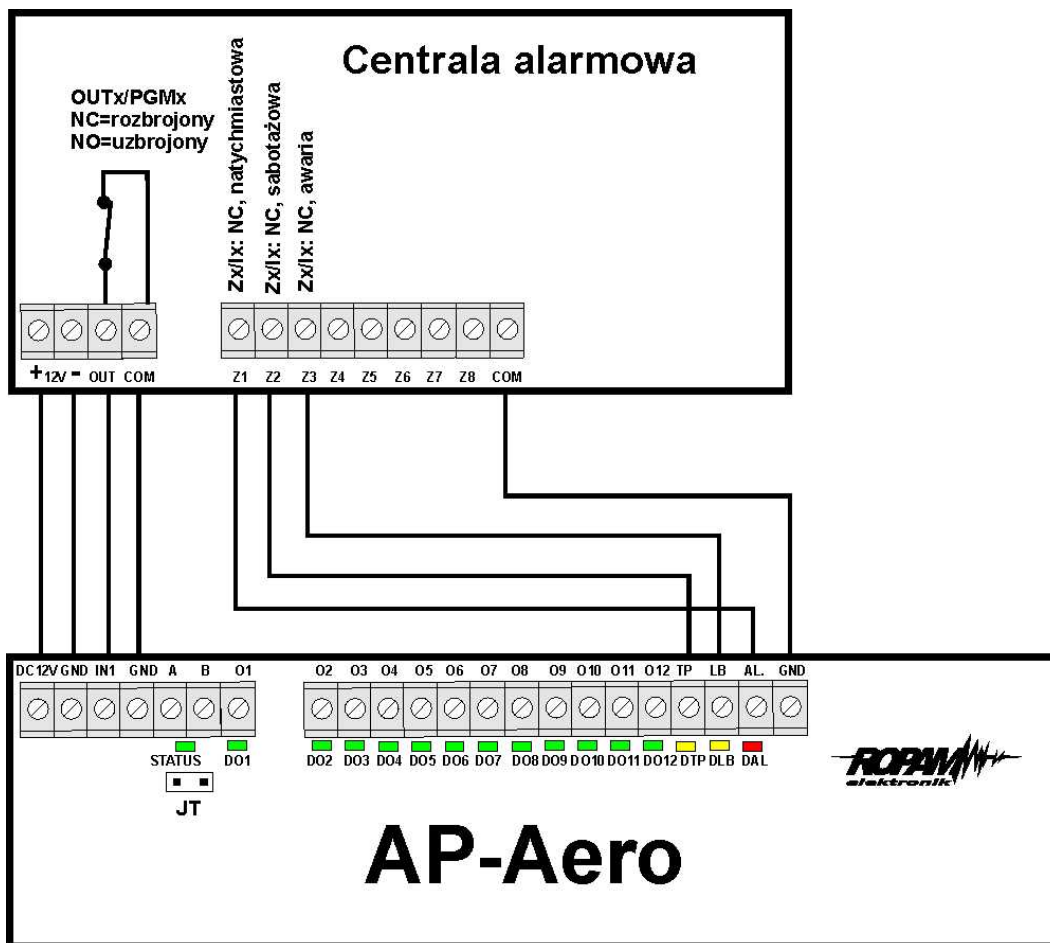 Centrala alarmowa
OUTx/PGMx
NC=rozbrojony
NO=uzbrojony
Zx/Ix: NC, natychmiastowa
Zx/Ix: NC, sabotażowa
Zx/Ix: NC, awaria
+ 12V - OUT COM
Z1 Z2 Z3 Z4 Z5 Z6 Z7 Z8 COM
DC12V GND IN1 GND A B O1
O2 O3 O4 O5 O6 O7 O8 O9 O10 O11 O12 TP LB AL. GND
STATUS DO1
DO2 DO3 DO4 DO5 DO6 DO7 DO8 DO9 DO10 DO11 DO12 DTP DLB DAL
JT
ROPAM
elektronik
AP-Aero